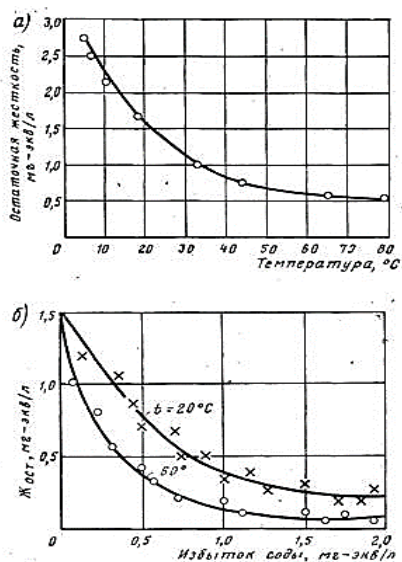 а)
Остаточная жесткость,
мг-экв/л
3,0
2,5
2,0
1,5
1,0
0,5
0 10 20 30 40 50 60 70 80
Температура, °С
б)
Жост, мг-экв/л
1,5
1,0
0,5
t=20°С
60°
0 0,5 1,0 1,5 2,0
Избыток соды, мг-экв/л